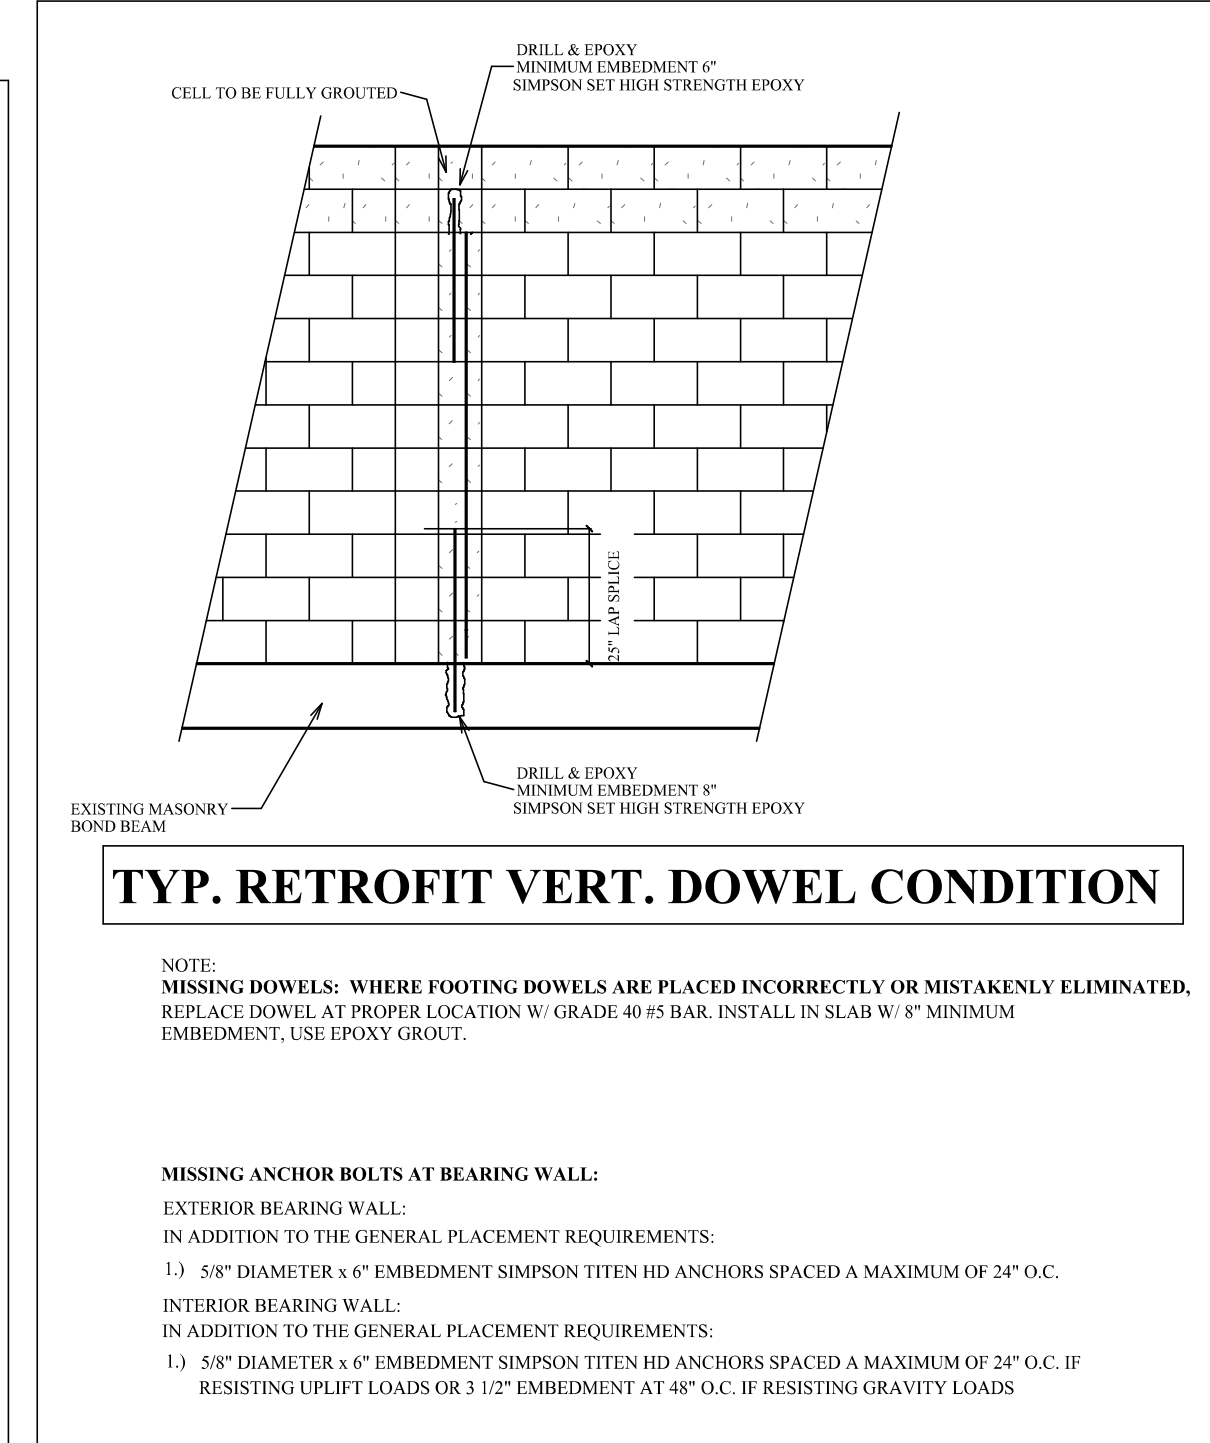 DRILL & EPOXY
MINIMUM EMBEDMENT 6"
SIMPSON SET HIGH STRENGTH EPOXY
CELL TO BE FULLY GROUTED
25" LAP SPLICE
DRILL & EPOXY
MINIMUM EMBEDMENT 8"
SIMPSON SET HIGH STRENGTH EPOXY
EXISTING MASONRY
BOND BEAM
TYP. RETROFIT VERT. DOWEL CONDITION
NOTE:
MISSING DOWELS: WHERE FOOTING DOWELS ARE PLACED INCORRECTLY OR MISTAKENLY ELIMINATED,
REPLACE DOWEL AT PROPER LOCATION W/ GRADE 40 #5 BAR. INSTALL IN SLAB W/ 8" MINIMUM
EMBEDMENT, USE EPOXY GROUT.
MISSING ANCHOR BOLTS AT BEARING WALL:
EXTERIOR BEARING WALL:
IN ADDITION TO THE GENERAL PLACEMENT REQUIREMENTS:
1.) 5/8" DIAMETER x 6" EMBEDMENT SIMPSON TITEN HD ANCHORS SPACED A MAXIMUM OF 24" O.C.
INTERIOR BEARING WALL:
IN ADDITION TO THE GENERAL PLACEMENT REQUIREMENTS:
1.) 5/8" DIAMETER x 6" EMBEDMENT SIMPSON TITEN HD ANCHORS SPACED A MAXIMUM OF 24" O.C. IF
RESISTING UPLIFT LOADS OR 3 1/2" EMBEDMENT AT 48" O.C. IF RESISTING GRAVITY LOADS